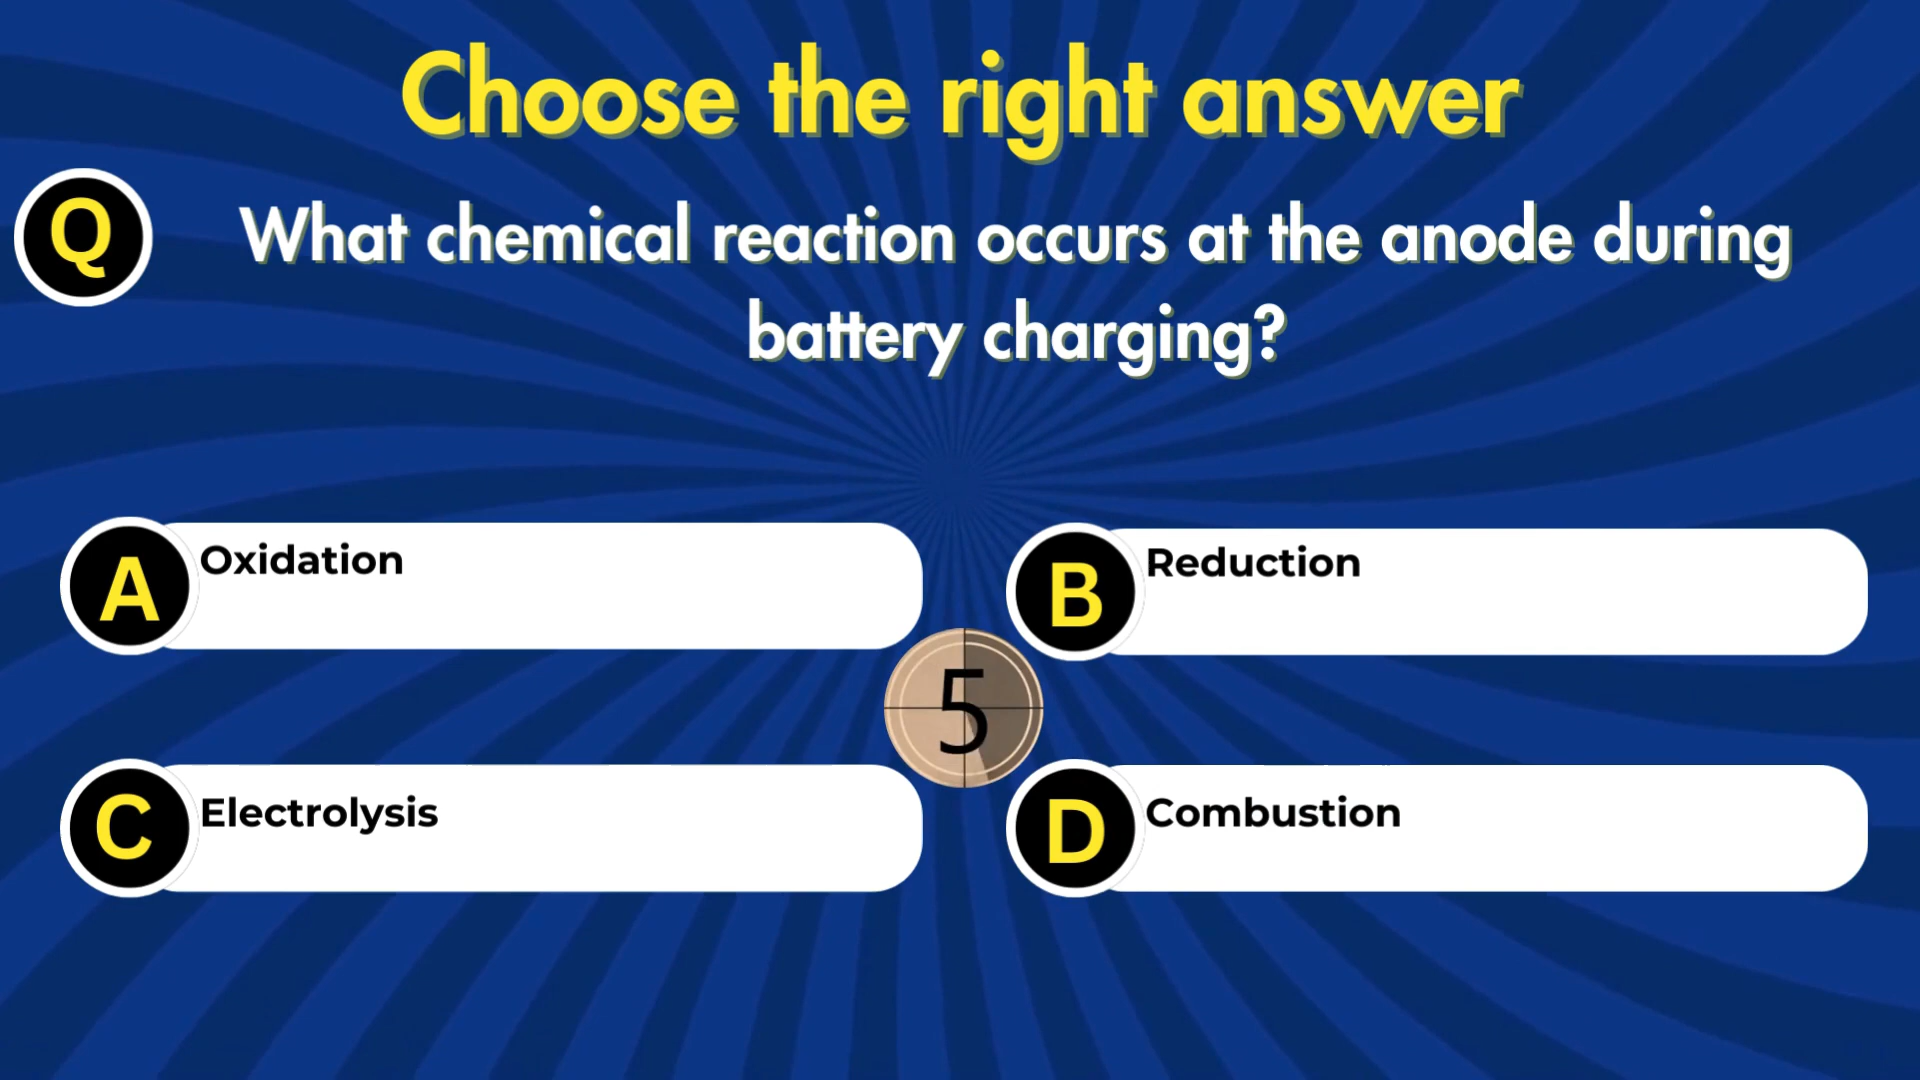 Choose the right answer
Q
What chemical reaction occurs at the anode during
battery charging?
A
Oxidation
B
Reduction
5
C
Electrolysis
D
Combustion